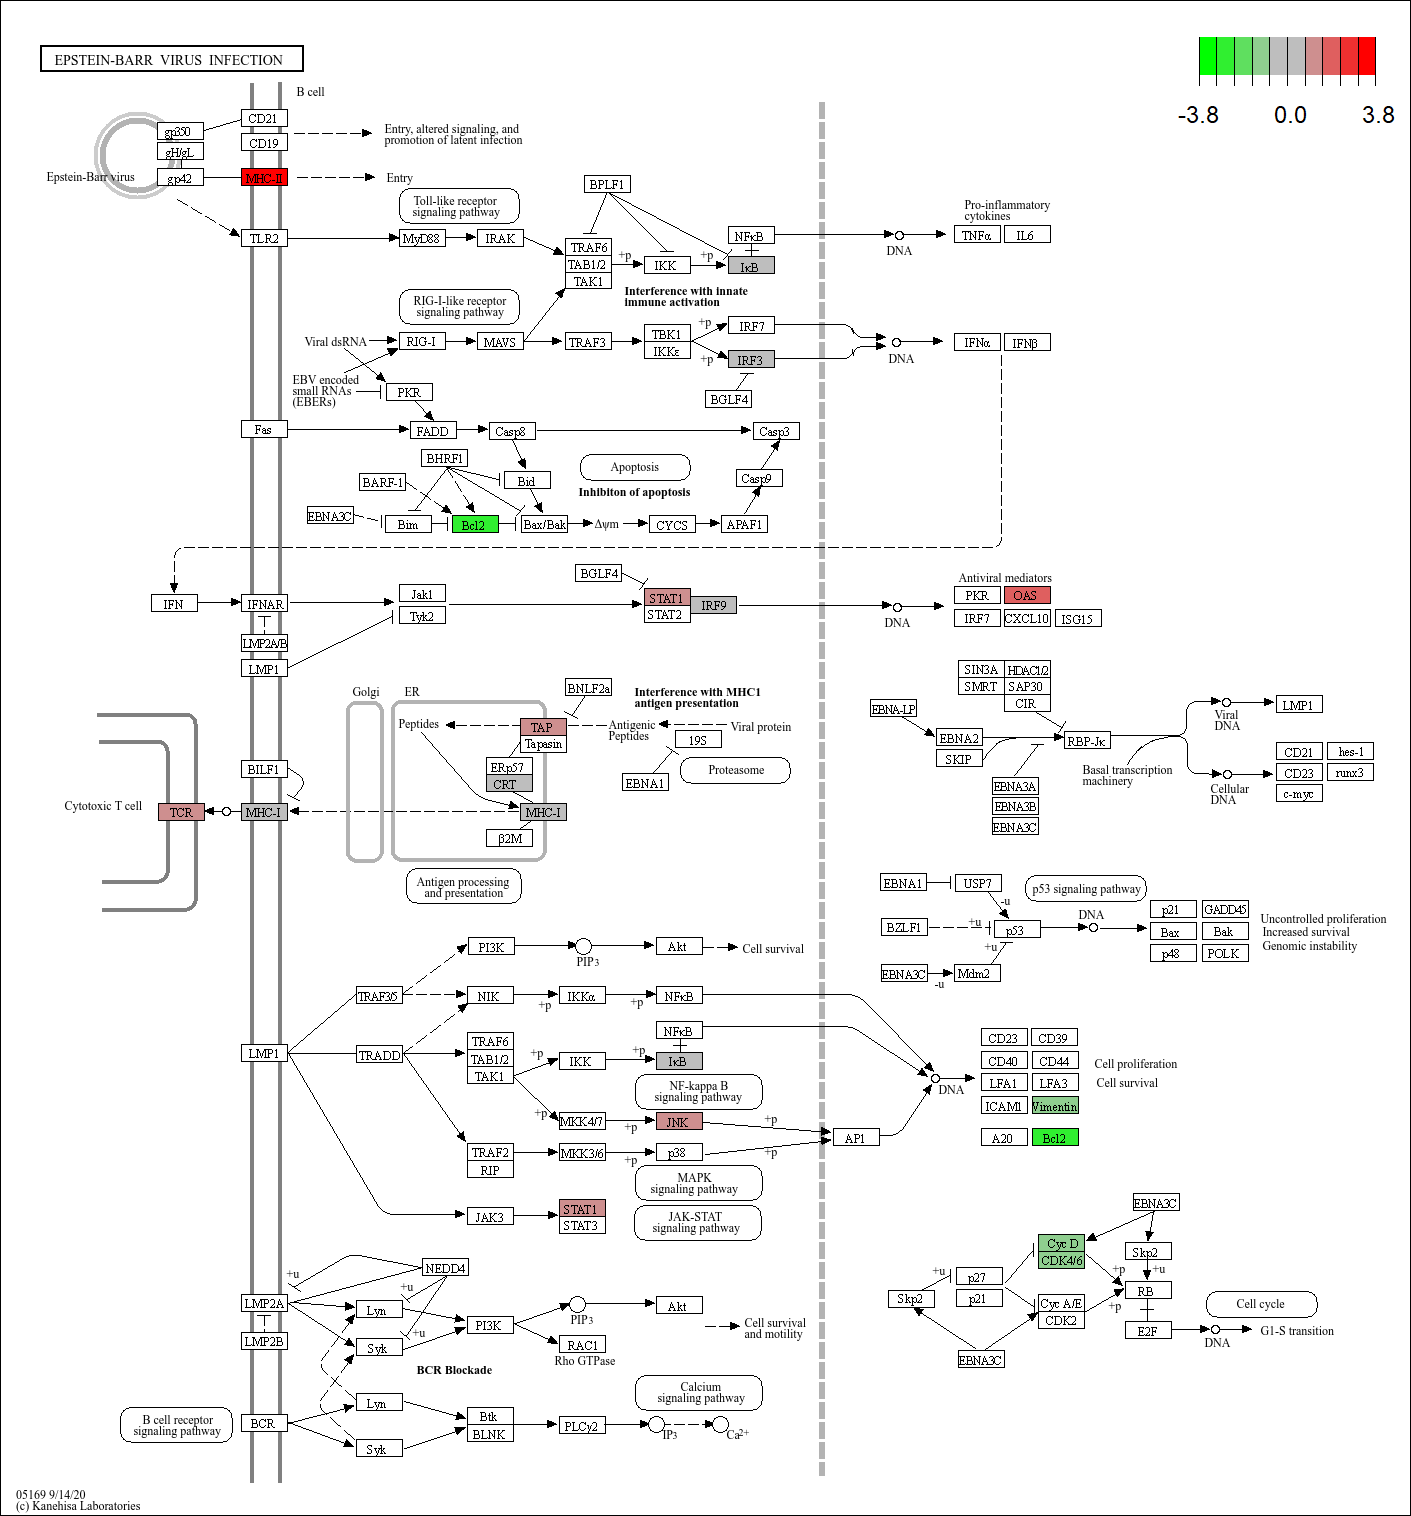 EPSTEIN-BARR VIRUS INFECTION
-3.8
0.0
3.8
B cell
gp350
gH/gL
gp42
Epstein-Barr virus
CD21
CD19
MHC-II
Entry, altered signaling, and
promotion of latent infection
Entry
Toll-like receptor
signaling pathway
TLR2
MyD88
IRAK
BPLF1
TRAF6
TAB1/2
TAK1
+p
IKK
+p
NFκB
IκB
DNA
Pro-inflammatory
cytokines
TNFα
IL6
Interference with innate
immune activation
RIG-I-like receptor
signaling pathway
Viral dsRNA
RIG-I
MAVS
TRAF3
TBK1
IKKε
+p
+p
IRF7
IRF3
BGLF4
DNA
IFNα
IFNβ
EBV encoded
small RNAs
(EBERs)
PKR
Fas
FADD
Casp8
Casp3
BHRF1
BARF-1
Bid
Apoptosis
Inhibiton of apoptosis
Casp9
EBNA3C
Bim
Bcl2
Bax/Bak
Δψm
CYCS
APAF1
IFN
IFNAR
LMP2A/B
LMP1
Jak1
Tyk2
BGLF4
STAT1
STAT2
IRF9
DNA
Antiviral mediators
PKR
OAS
IRF7
CXCL10
ISG15
Golgi
ER
BNLF2a
Interference with MHC1
antigen presentation
Peptides
TAP
Tapasin
Antigenic
Peptides
Viral protein
19S
EBNA1
Proteasome
ERp57
CRT
MHC-I
β2M
BILF1
Cytotoxic T cell
TCR
MHC-I
Antigen processing
and presentation
SIN3A
HDAC1/2
SMRT
SAP30
CIR
EBNA-LP
EBNA2
SKIP
RBP-Jκ
EBNA3A
EBNA3B
EBNA3C
Basal transcription
machinery
Viral
DNA
LMP1
Cellular
DNA
CD21
hes-1
CD23
runx3
c-myc
EBNA1
USP7
p53 signaling pathway
-u
BZLF1
+u
p53
+u
EBNA3C
-u
Mdm2
DNA
p21
GADD45
Bax
Bak
p48
POLK
Uncontrolled proliferation
Increased survival
Genomic instability
PI3K
PIP3
Akt
Cell survival
TRAF3/5
NIK
+p
IKKα
+p
NFκB
LMP1
TRADD
TRAF6
TAB1/2
TAK1
+p
IKK
+p
NFκB
IκB
NF-kappa B
signaling pathway
+p
MKK4/7
+p
JNK
+p
TRAF2
RIP
MKK3/6
+p
p38
+p
MAPK
signaling pathway
AP1
DNA
CD23
CD39
CD40
CD44
LFA1
LFA3
ICAM1
Vimentin
A20
Bcl2
Cell proliferation
Cell survival
JAK3
STAT1
STAT3
JAK-STAT
signaling pathway
NEDD4
+u
+u
+u
LMP2A
LMP2B
Lyn
Syk
PI3K
PIP3
Akt
RAC1
Rho GTPase
Cell survival
and motility
BCR Blockade
B cell receptor
signaling pathway
BCR
Lyn
Syk
Btk
BLNK
PLCγ2
IP3
Ca2+
Calcium
signaling pathway
EBNA3C
Cyc D
CDK4/6
Skp2
+u
+p
+p
RB
+u
p27
p21
Skp2
Cyc A/E
CDK2
EBNA3C
E2F
DNA
Cell cycle
G1-S transition
05169 9/14/20
(c) Kanehisa Laboratories